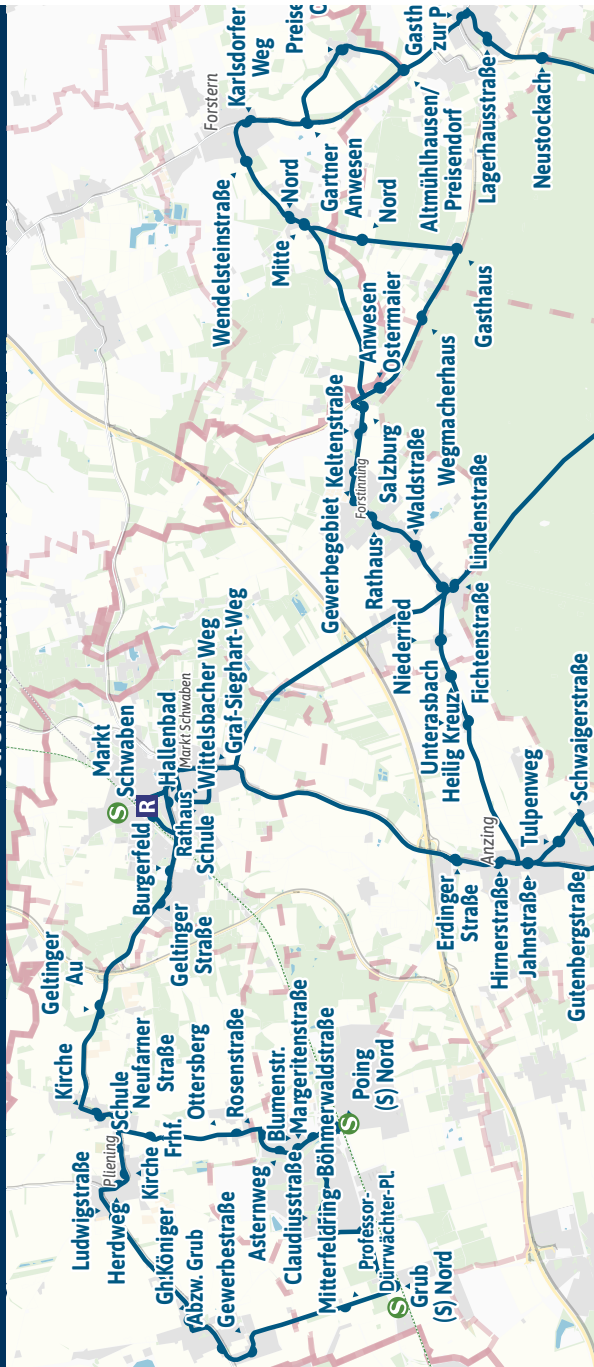 Forstern
Karlsdorfer
Weg
Wendelsteinstraße
Mitte
Nord
Gartner
Anwesen
Nord
Altmühlhausen/
Preisendorf
Lagerhausstraße
Neustockach
Gasthaus
Anwesen
Ostermaier
Wegmacherhaus
Keltenstraße
Gewerbegebiet
Forstinning
Salzburg
Rathaus
Waldstraße
Lindenstraße
Niederried
Unterasbach
Heilig Kreuz
Fichtenstraße
Markt
Schwaben
S
R
Hallenbad
Markt Schwaben
Wittelsbacher Weg
Graf-Sieghart-Weg
Burgerfeld
Rathaus
Schule
Geltinger
Straße
Geltinger
Au
Erdinger
Straße
Anzing
Hirnerstraße
Jahnstraße
Tulpenweg
Schwaigerstraße
Gutenbergstraße
Kirche
Schule
Neufarner
Straße
Pliening
Kirche
Frhf.
Ottersberg
Rosenstraße
Ludwigstraße
Herdweg
Gh.Königer
Abzw. Grub
Gewerbestraße
Asternweg
Blumenstr.
Margeritenstraße
Claudiusstraße
Böhmerwaldstraße
Mitterfeldring
S
Poing
(S) Nord
Professor-
Dürrwächter-Pl.
S
Grub
(S) Nord